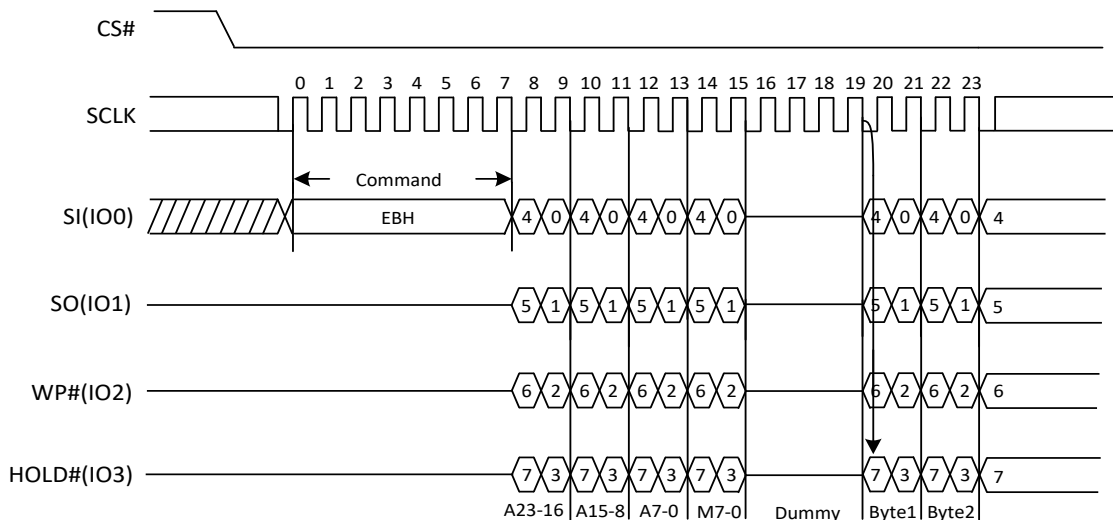 CS#
0 1 2 3 4 5 6 7 8 9 10 11 12 13 14 15 16 17 18 19 20 21 22 23
SCLK
Command
SI(IO0) EBH 4 0 4 0 4 0 4 0 4 0 4 0 4
SO(IO1) 5 1 5 1 5 1 5 1 5 1 5 1 5
WP#(IO2) 6 2 6 2 6 2 6 2 6 2 6 2 6
HOLD#(IO3) 7 3 7 3 7 3 7 3 7 3 7 3 7
A23-16 A15-8 A7-0 M7-0 Dummy Byte1 Byte2